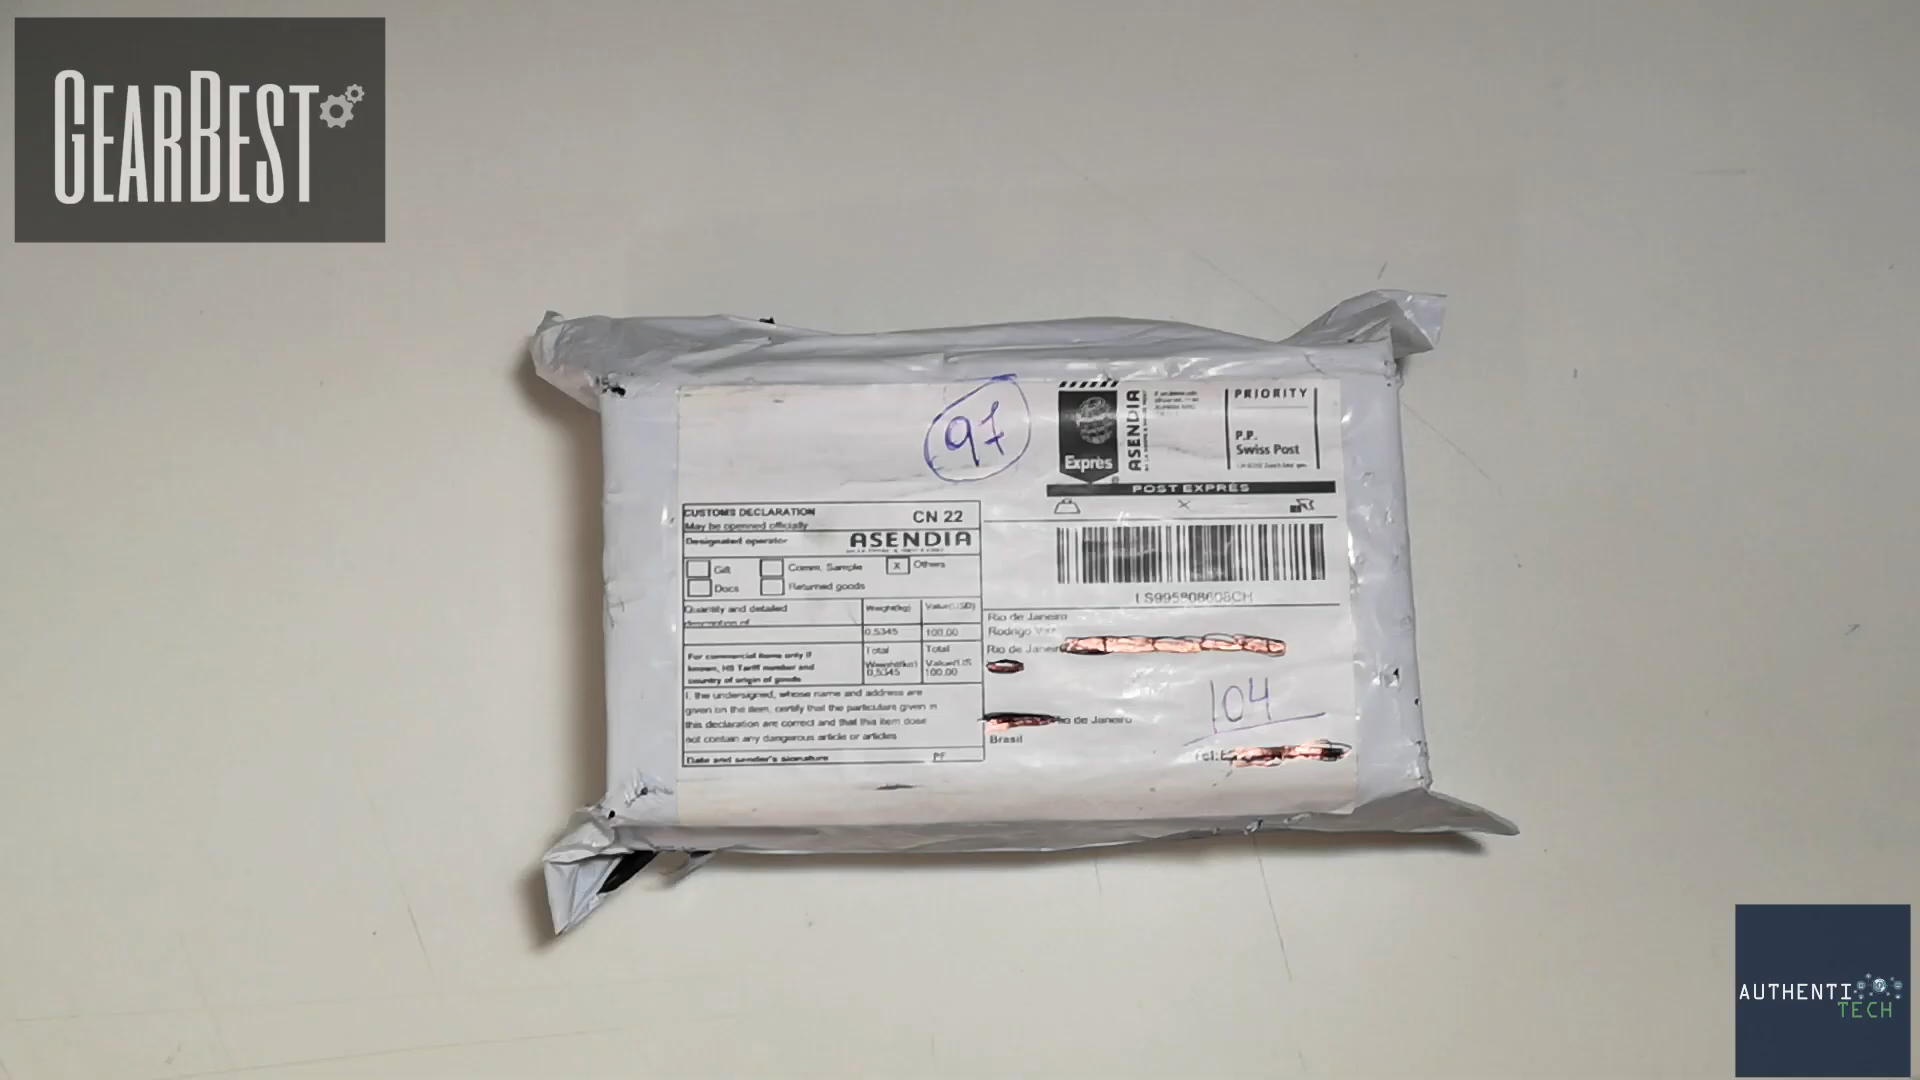 GEARBEST
97
Exprès
ASENDIA
PRIORITY
P.P.
Swiss Post
POST EXPRÈS
CUSTOMS DECLARATION
May be openned officially
CN 22
Designated operator
ASENDIA
Gift
Comm. Sample
X
Others
Docs
Returned goods
Quantity and detailed
description of
Weight(kg)
Value(USD)
0.5345
100.00
For commercial items only if
known, HS Tariff number and
country of origin of goods
Total
Weight(kg)
0.5345
Total
Value(US
100.00
I, the undersigned, whose name and address are
given on the item, certify that the particulars given in
this declaration are correct and that this item dose
not contain any dangerous article or articles
Date and sender's signature
PF
LS995808608CH
Rio de Janeiro
Rodrigo
Rio de Janeiro
104
Rio de Janeiro
Brasil
Tel:
AUTHENTI
TECH